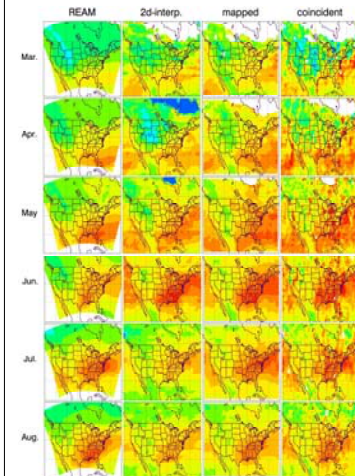 REAM 2d-interp. mapped coincident
Mar.
Apr.
May
Jun.
Jul.
Aug.